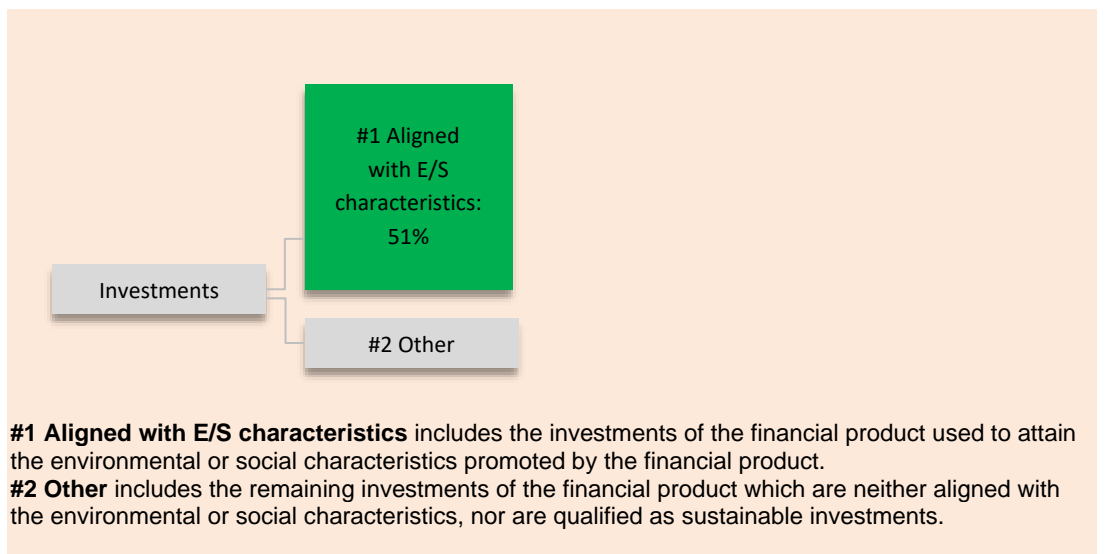 #1 Aligned
with E/S
characteristics:
51%
Investments
#2 Other
#1 Aligned with E/S characteristics includes the investments of the financial product used to attain
the environmental or social characteristics promoted by the financial product.
#2 Other includes the remaining investments of the financial product which are neither aligned with
the environmental or social characteristics, nor are qualified as sustainable investments.